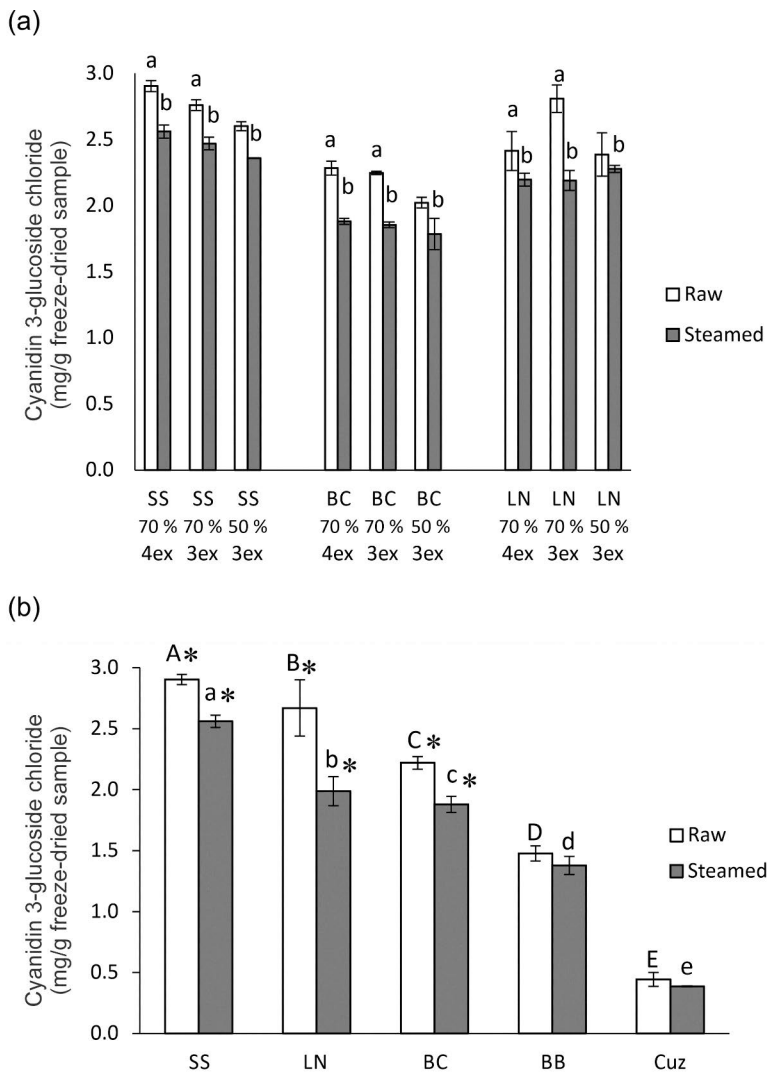 (a)
Cyanidin 3-glucoside chloride
(mg/g freeze-dried sample)
3.0
2.5
2.0
1.5
1.0
0.5
0.0
a b a b b
a b a b b
a b a b b
Raw
Steamed
SS SS SS BC BC BC LN LN LN
70 % 70 % 50 % 70 % 70 % 50 % 70 % 70 % 50 %
4ex 3ex 3ex 4ex 3ex 3ex 4ex 3ex 3ex
(b)
Cyanidin 3-glucoside chloride
(mg/g freeze-dried sample)
3.0
2.5
2.0
1.5
1.0
0.5
0.0
A* a* B* b* C* c* D d E e
Raw
Steamed
SS LN BC BB Cuz